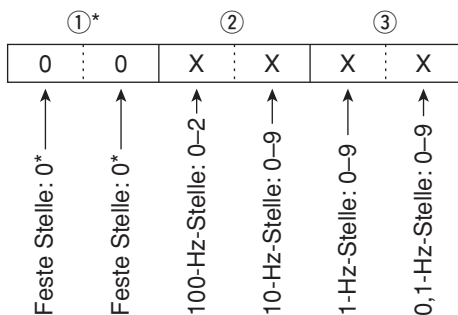 ①* ② ③
0 0 X X X X
Feste Stelle: 0*
Feste Stelle: 0*
100-Hz-Stelle: 0–2
10-Hz-Stelle: 0–9
1-Hz-Stelle: 0–9
0,1-Hz-Stelle: 0–9